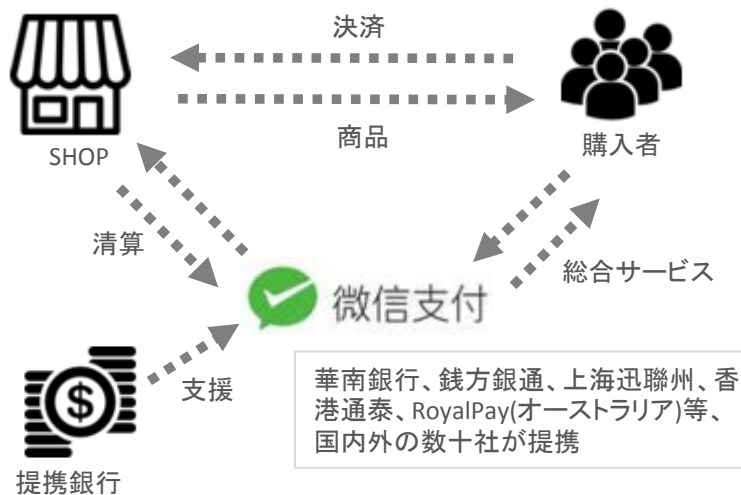 決済
商品
SHOP
購入者
清算
総合サービス
微信支付
支援
華南銀行、銭方銀通、上海迅聯州、香
港通泰、RoyalPay(オーストラリア)等、
国内外の数十社が提携
提携銀行